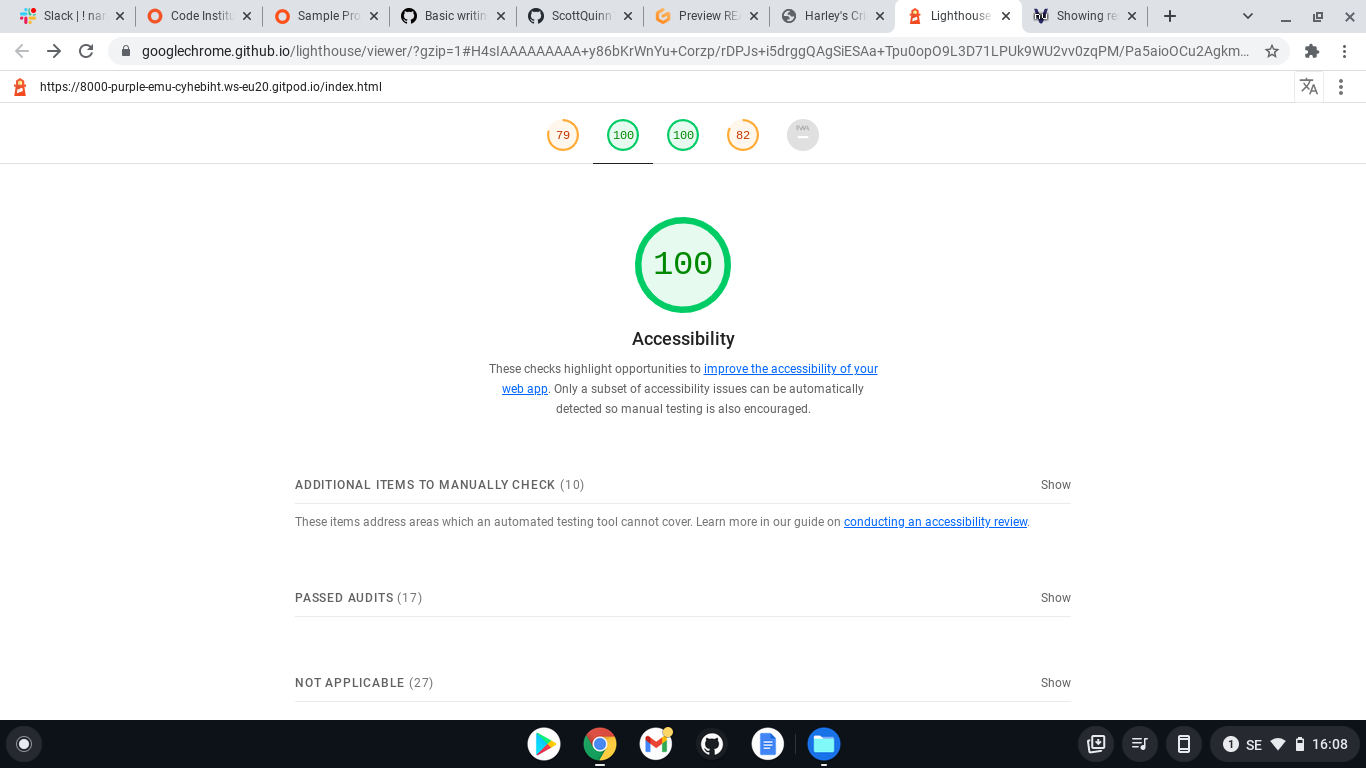 Slack | ! nar
Code Institu
Sample Pro
Basic writin
ScottQuinn
Preview REA
Harley's Cri
Lighthouse
Showing re
googlechrome.github.io/lighthouse/viewer/?gzip=1#H4sIAAAAAAAAA+y86bKrWnYu+Corzp/rDPJs+i5drggQAgSiESAa+Tpu0opO9L3D71LPUk9WU2vv0zqPM/Pa5aioOCu2Agkm...
https://8000-purple-emu-cyhebiht.ws-eu20.gitpod.io/index.html
79
100
100
82
PWA
100
Accessibility
These checks highlight opportunities to improve the accessibility of your
web app. Only a subset of accessibility issues can be automatically
detected so manual testing is also encouraged.
ADDITIONAL ITEMS TO MANUALLY CHECK (10)
Show
These items address areas which an automated testing tool cannot cover. Learn more in our guide on conducting an accessibility review.
PASSED AUDITS (17)
Show
NOT APPLICABLE (27)
Show
1
SE
16:08